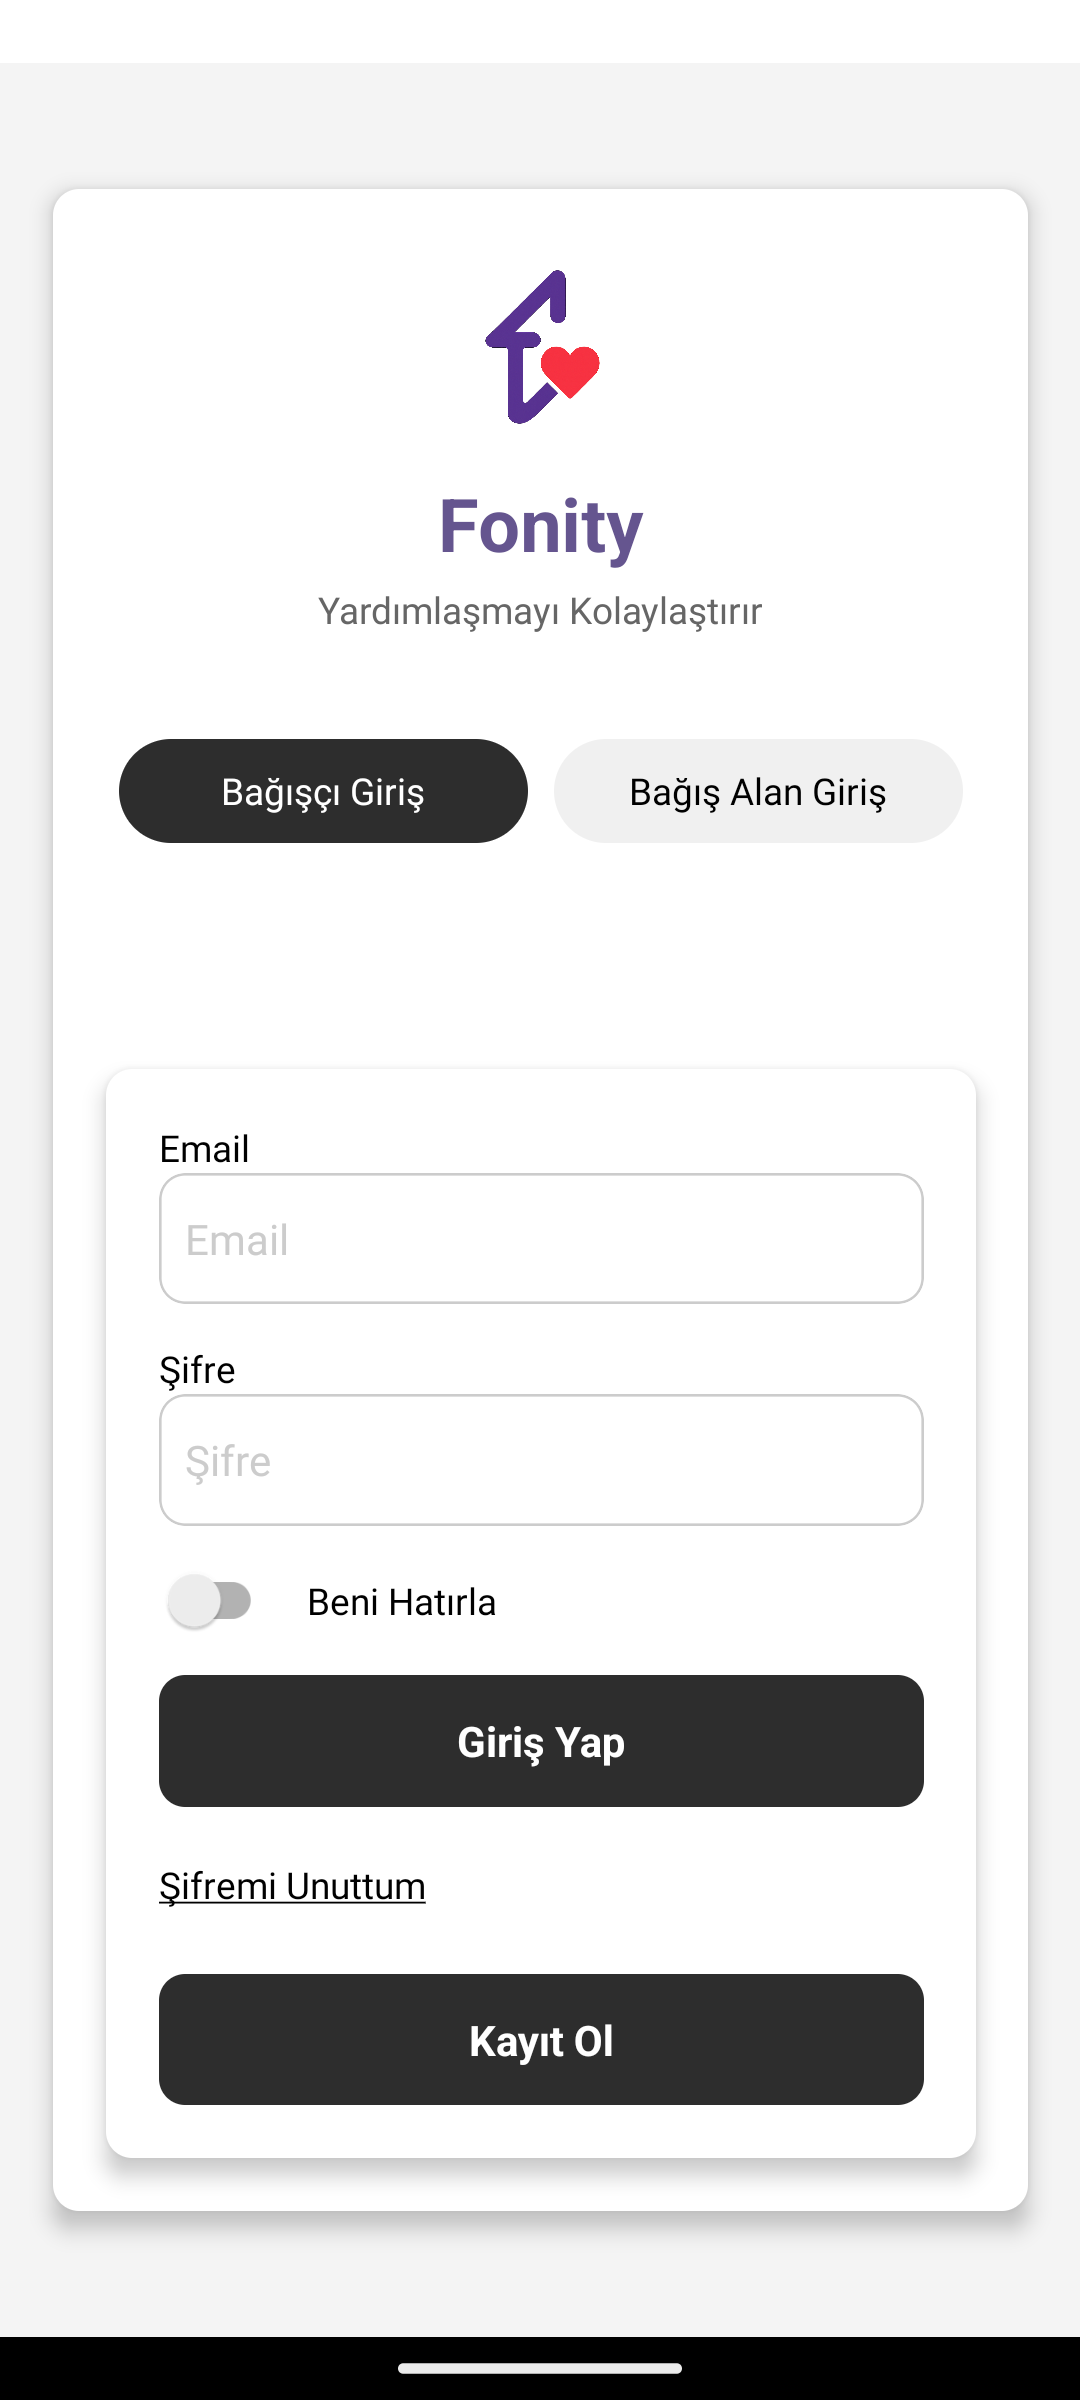 Fonity
Yardımlaşmayı Kolaylaştırır
Bağışçı Giriş
Bağış Alan Giriş
Email
Email
Şifre
Şifre
Beni Hatırla
Giriş Yap
Şifremi Unuttum
Kayıt Ol